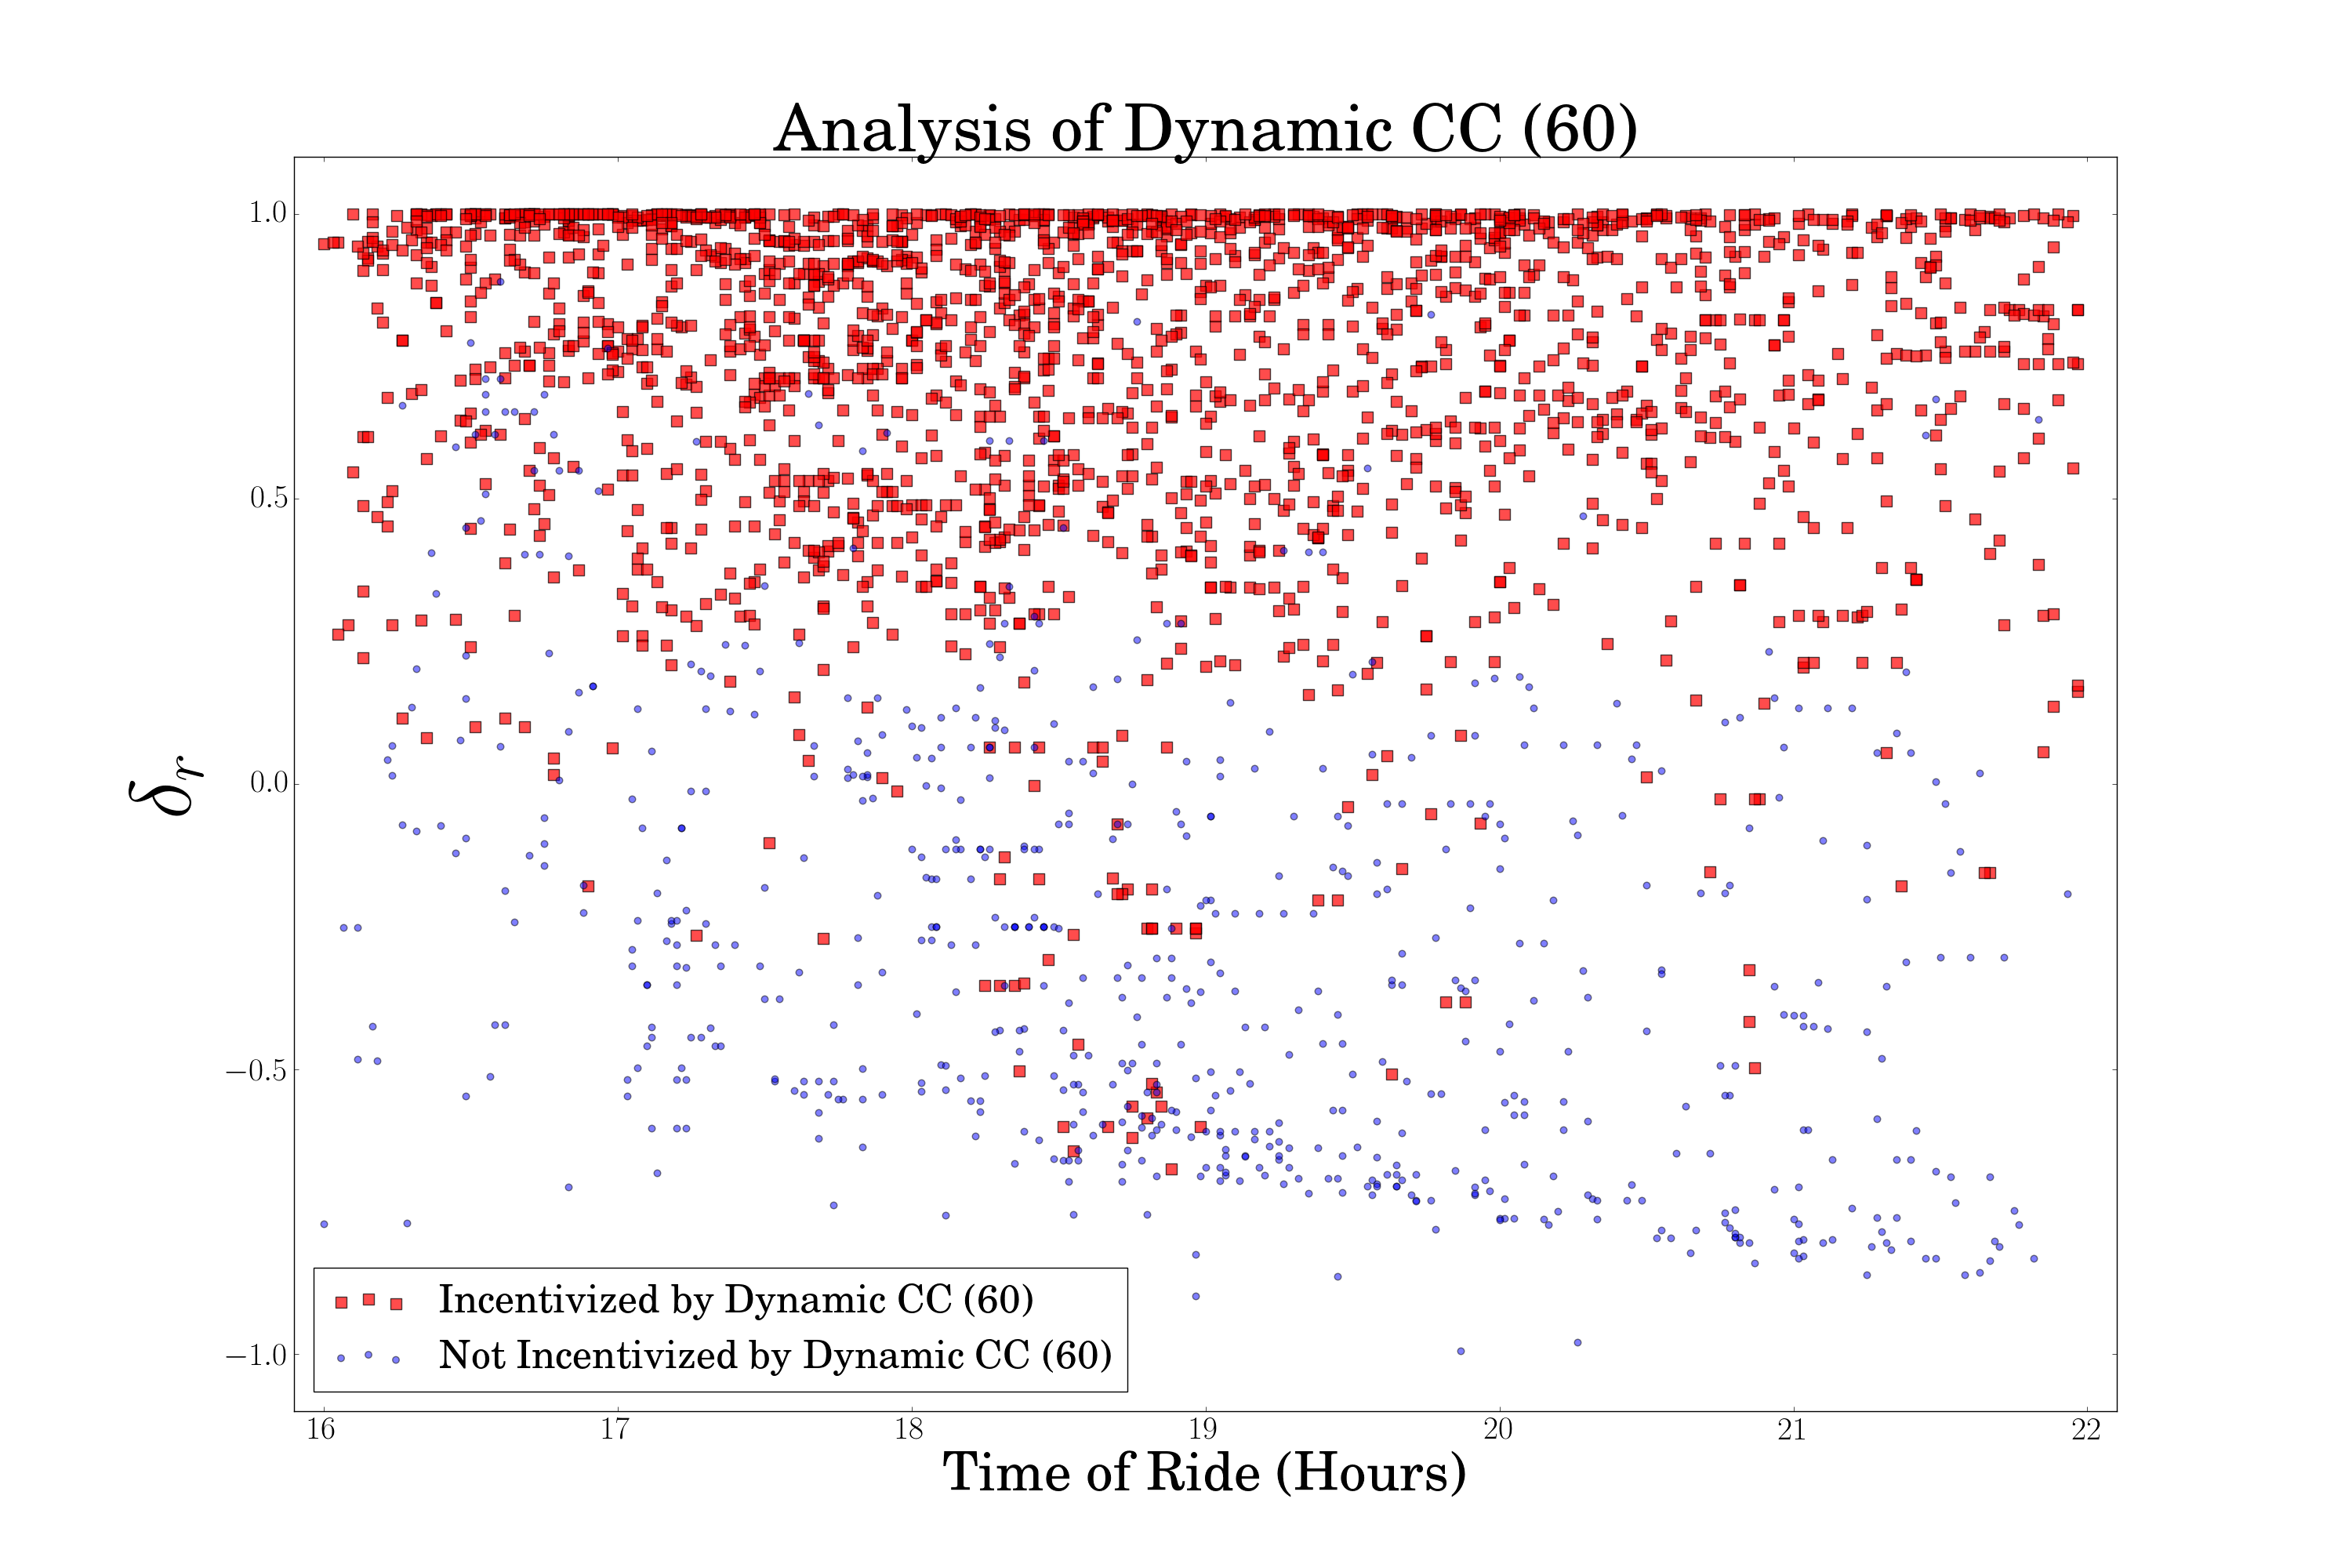 Analysis of Dynamic CC (60)
1.0
0.5
0.0
−0.5
−1.0
δr
Incentivized by Dynamic CC (60)
Not Incentivized by Dynamic CC (60)
16 17 18 19 20 21 22
Time of Ride (Hours)